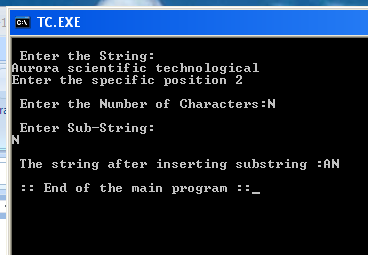 TC.EXE
Enter the String:
Aurora scientific technological
Enter the specific position 2
Enter the Number of Characters:N
Enter Sub-String:
N
The string after inserting substring :AN
:: End of the main program ::_